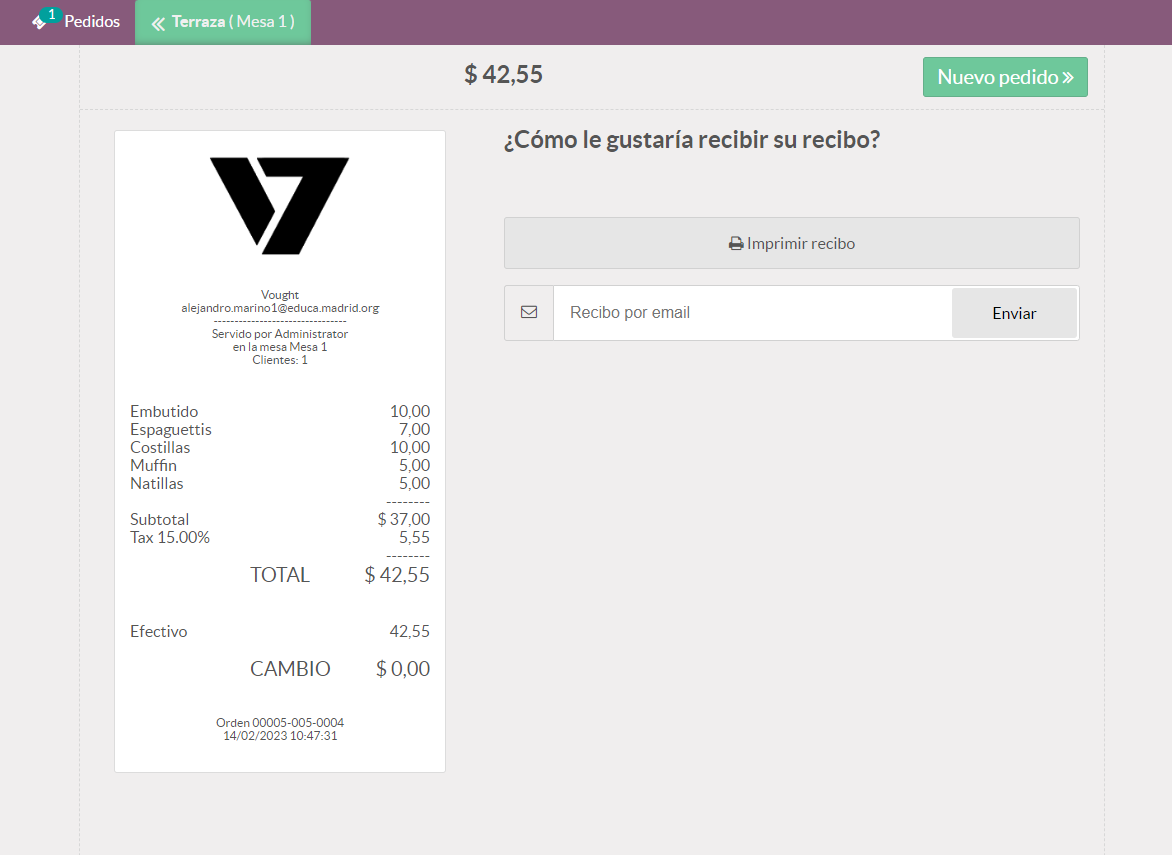 1 Pedidos
« Terraza ( Mesa 1 )
$ 42,55
Nuevo pedido »
¿Cómo le gustaría recibir su recibo?
Imprimir recibo
Recibo por email Enviar
Vought
alejandro.marino1@educa.madrid.org
--------------------------------
Servido por Administrator
en la mesa Mesa 1
Clientes: 1
Embutido 10,00
Espaguettis 7,00
Costillas 10,00
Muffin 5,00
Natillas 5,00
--------
Subtotal $ 37,00
Tax 15.00% 5,55
--------
TOTAL $ 42,55
Efectivo 42,55
CAMBIO $ 0,00
Orden 00005-005-0004
14/02/2023 10:47:31